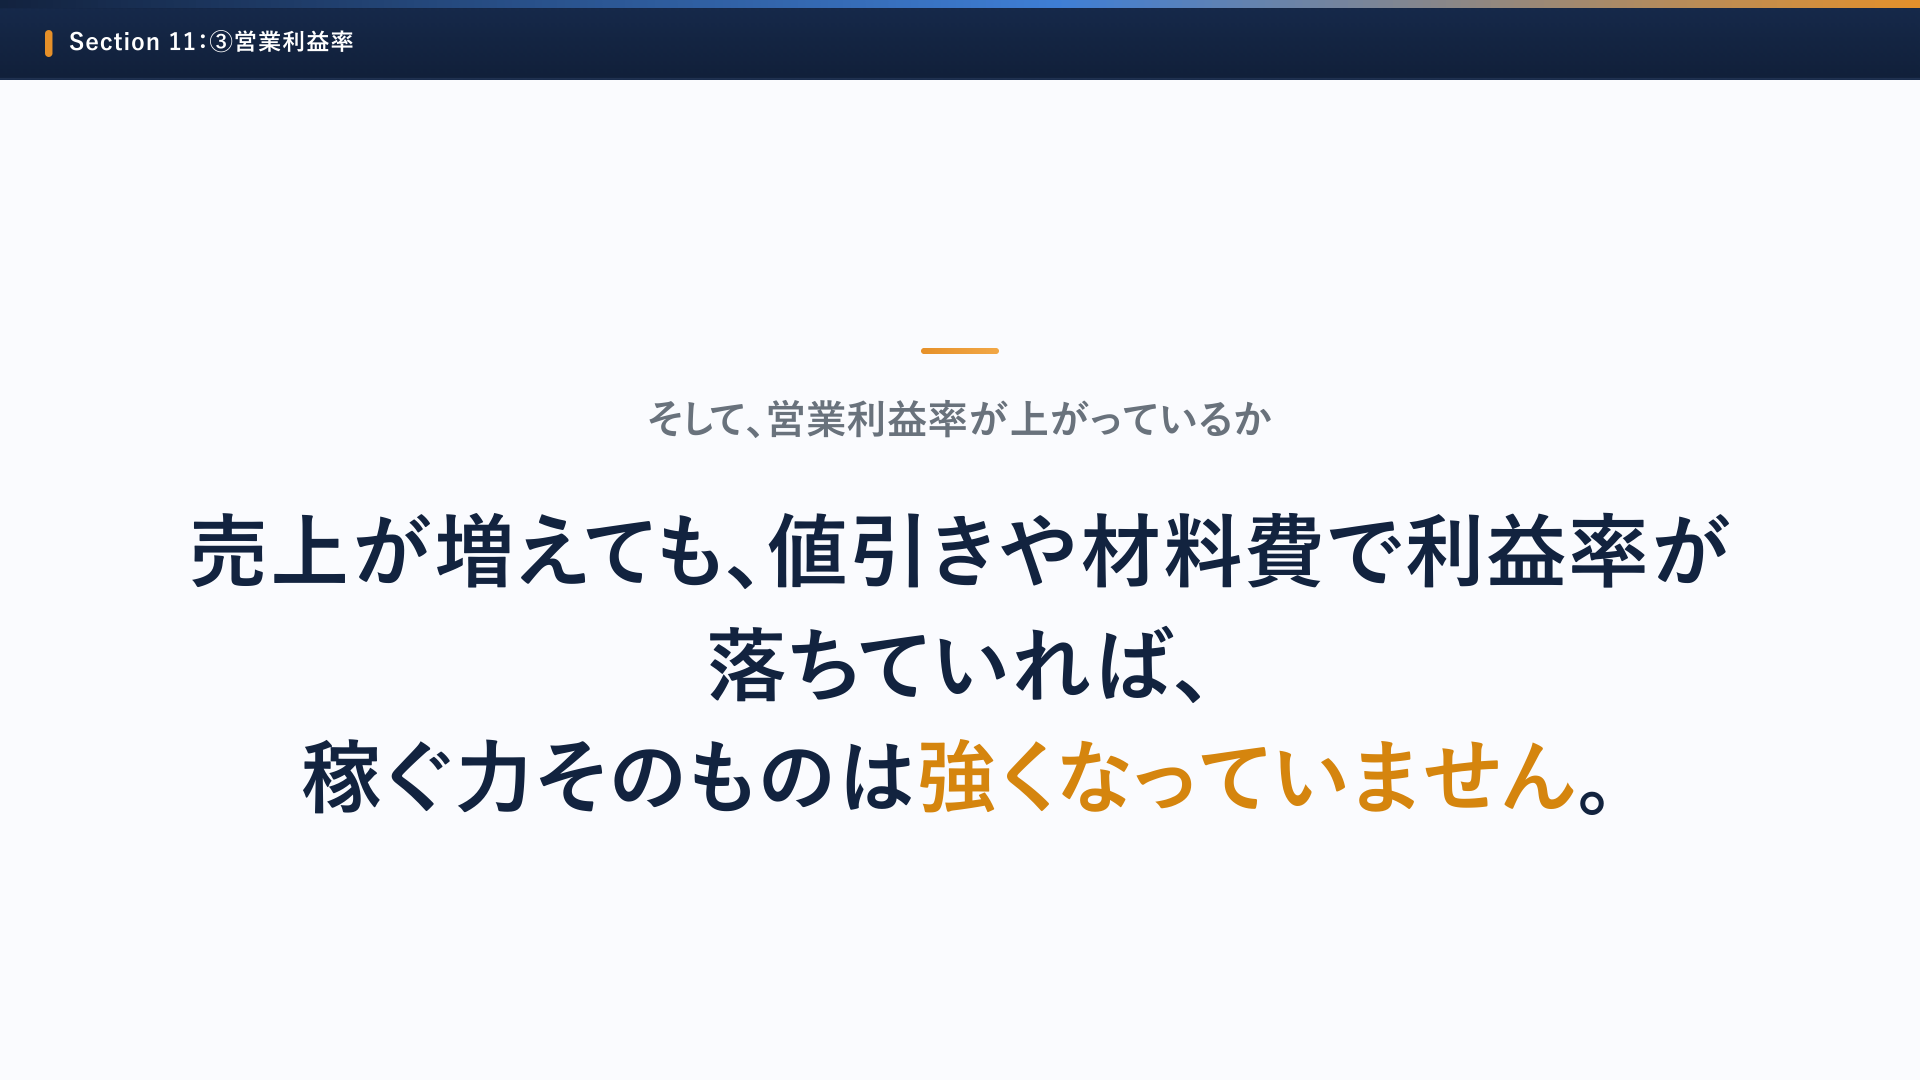 Section 11：③営業利益率
そして、営業利益率が上がっているか
売上が増えても、値引きや材料費で利益率が
落ちていれば、
稼ぐ力そのものは強くなっていません。